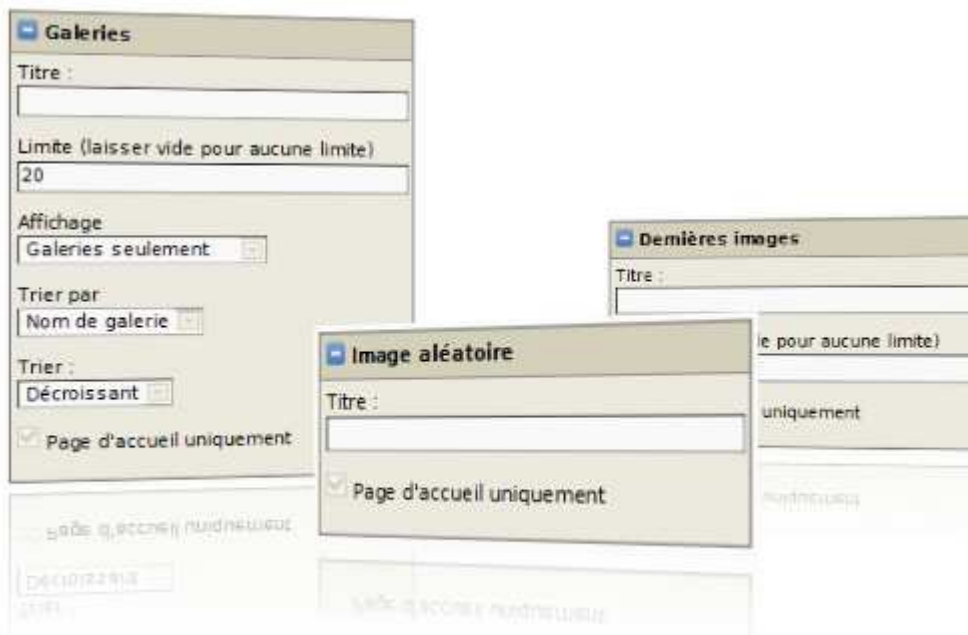 Galeries
Titre :
Limite (laisser vide pour aucune limite)
20
Affichage
Galeries seulement
Trier par
Nom de galerie
Trier :
Décroissant
Page d'accueil uniquement
Image aléatoire
Titre :
Page d'accueil uniquement
Dernières images
Titre :
pour aucune limite)
uniquement